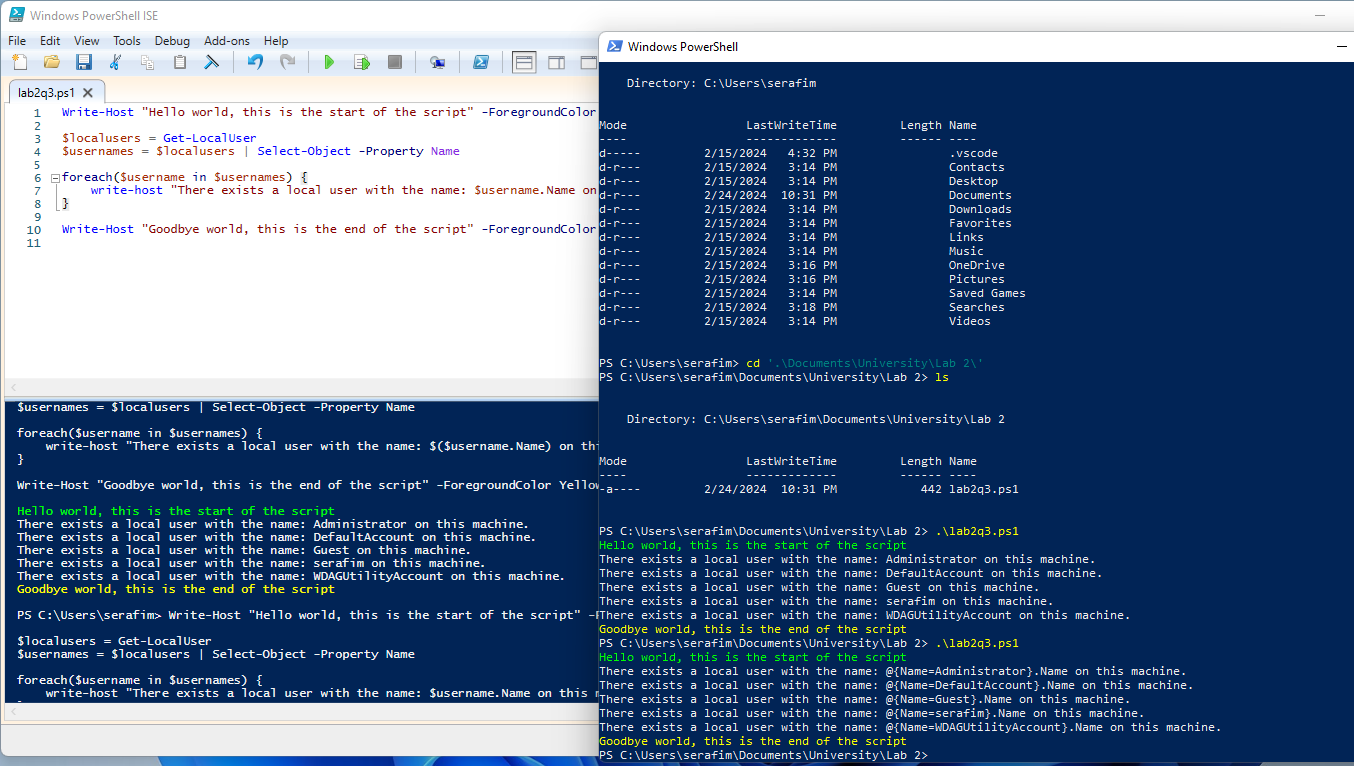 Windows PowerShell ISE
File Edit View Tools Debug Add-ons Help
lab2q3.ps1
1 Write-Host "Hello world, this is the start of the script" -ForegroundColor
2
3 $localusers = Get-LocalUser
4 $usernames = $localusers | Select-Object -Property Name
5
6 foreach($username in $usernames) {
7 write-host "There exists a local user with the name: $username.Name on
8 }
9
10 Write-Host "Goodbye world, this is the end of the script" -ForegroundColor
11
$usernames = $localusers | Select-Object -Property Name
foreach($username in $usernames) {
write-host "There exists a local user with the name: $($username.Name) on thi
}
Write-Host "Goodbye world, this is the end of the script" -ForegroundColor Yellow
Hello world, this is the start of the script
There exists a local user with the name: Administrator on this machine.
There exists a local user with the name: DefaultAccount on this machine.
There exists a local user with the name: Guest on this machine.
There exists a local user with the name: serafim on this machine.
There exists a local user with the name: WDAGUtilityAccount on this machine.
Goodbye world, this is the end of the script
PS C:\Users\serafim> Write-Host "Hello world, this is the start of the script" -F
$localusers = Get-LocalUser
$usernames = $localusers | Select-Object -Property Name
foreach($username in $usernames) {
write-host "There exists a local user with the name: $username.Name on this m
Windows PowerShell
Directory: C:\Users\serafim
Mode LastWriteTime Length Name
---- ------------- ------ ----
d----- 2/15/2024 4:32 PM .vscode
d-r--- 2/15/2024 3:14 PM Contacts
d-r--- 2/15/2024 3:14 PM Desktop
d-r--- 2/24/2024 10:31 PM Documents
d-r--- 2/15/2024 3:14 PM Downloads
d-r--- 2/15/2024 3:14 PM Favorites
d-r--- 2/15/2024 3:14 PM Links
d-r--- 2/15/2024 3:14 PM Music
d-r--- 2/15/2024 3:16 PM OneDrive
d-r--- 2/15/2024 3:16 PM Pictures
d-r--- 2/15/2024 3:14 PM Saved Games
d-r--- 2/15/2024 3:18 PM Searches
d-r--- 2/15/2024 3:14 PM Videos
PS C:\Users\serafim> cd '.\Documents\University\Lab 2\'
PS C:\Users\serafim\Documents\University\Lab 2> ls
Directory: C:\Users\serafim\Documents\University\Lab 2
Mode LastWriteTime Length Name
---- ------------- ------ ----
-a---- 2/24/2024 10:31 PM 442 lab2q3.ps1
PS C:\Users\serafim\Documents\University\Lab 2> .\lab2q3.ps1
Hello world, this is the start of the script
There exists a local user with the name: Administrator on this machine.
There exists a local user with the name: DefaultAccount on this machine.
There exists a local user with the name: Guest on this machine.
There exists a local user with the name: serafim on this machine.
There exists a local user with the name: WDAGUtilityAccount on this machine.
Goodbye world, this is the end of the script
PS C:\Users\serafim\Documents\University\Lab 2> .\lab2q3.ps1
Hello world, this is the start of the script
There exists a local user with the name: @{Name=Administrator}.Name on this machine.
There exists a local user with the name: @{Name=DefaultAccount}.Name on this machine.
There exists a local user with the name: @{Name=Guest}.Name on this machine.
There exists a local user with the name: @{Name=serafim}.Name on this machine.
There exists a local user with the name: @{Name=WDAGUtilityAccount}.Name on this machine.
Goodbye world, this is the end of the script
PS C:\Users\serafim\Documents\University\Lab 2>